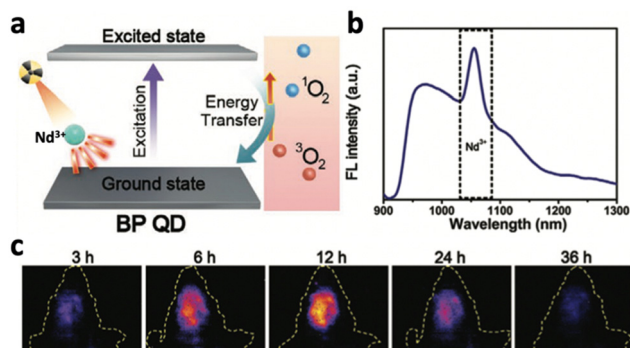 a
Excited state
Nd³⁺
Excitation
Energy
Transfer
¹O₂
³O₂
Ground state
BP QD
b
FL intensity (a.u.)
Nd³⁺
900 1000 1100 1200 1300
Wavelength (nm)
c
3 h 6 h 12 h 24 h 36 h